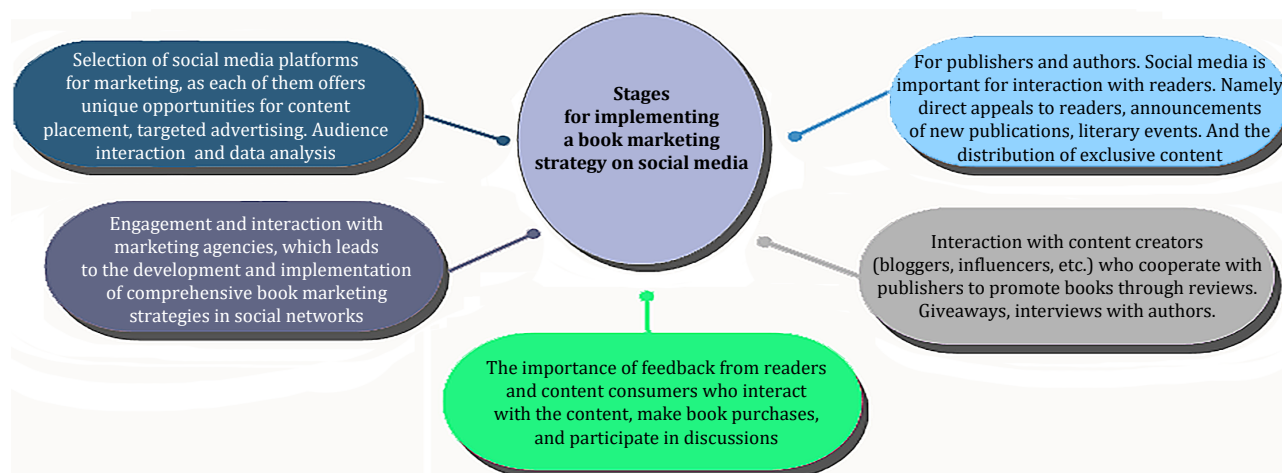 Selection of social media platforms
for marketing, as each of them offers
unique opportunities for content
placement, targeted advertising. Audience
interaction and data analysis
Stages
for implementing
a book marketing
strategy on social media
For publishers and authors. Social media is
important for interaction with readers. Namely
direct appeals to readers, announcements
of new publications, literary events. And the
distribution of exclusive content
Engagement and interaction with
marketing agencies, which leads
to the development and implementation
of comprehensive book marketing
strategies in social networks
Interaction with content creators
(bloggers, influencers, etc.) who cooperate with
publishers to promote books through reviews.
Giveaways, interviews with authors.
The importance of feedback from readers
and content consumers who interact
with the content, make book purchases,
and participate in discussions